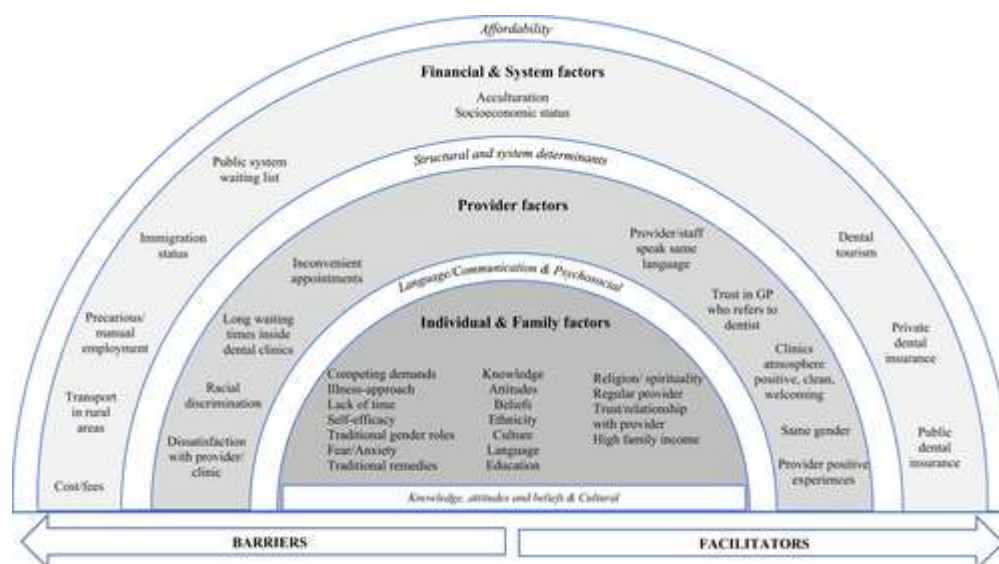 Affordability
Financial & System factors
Acculturation
Socioeconomic status
Public system
waiting list
Immigration
status
Precarious/
manual
employment
Transport
in rural
areas
Cost/fees
Dental
tourism
Private
dental
insurance
Public
dental
insurance
Structural and system determinants
Provider factors
Inconvenient
appointments
Long waiting
times inside
dental clinics
Racial
discrimination
Dissatisfaction
with provider/
clinic
Provider/staff
speak same
language
Trust in GP
who refers to
dentist
Clinics
atmosphere
positive, clean,
welcoming
Same gender
Provider positive
experiences
Language/Communication & Psychosocial
Individual & Family factors
Competing demands
Illness-approach
Lack of time
Self-efficacy
Traditional gender roles
Fear/Anxiety
Traditional remedies
Knowledge
Attitudes
Beliefs
Ethnicity
Culture
Language
Education
Religion/ spirituality
Regular provider
Trust/relationship
with provider
High family income
Knowledge, attitudes and beliefs & Cultural
BARRIERS
FACILITATORS